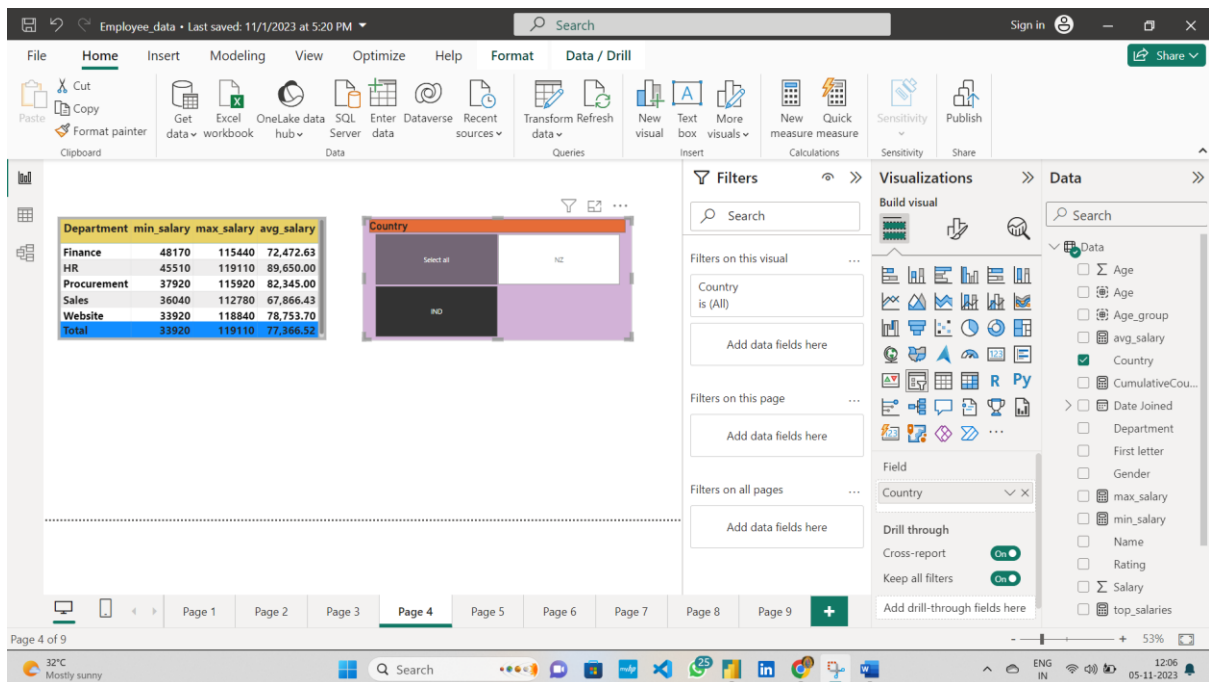 Employee_data • Last saved: 11/1/2023 at 5:20 PM
Search
Sign in
File Home Insert Modeling View Optimize Help Format Data / Drill
Share
Paste
Cut
Copy
Format painter
Get data
Excel workbook
OneLake data hub
SQL Server
Enter data
Dataverse
Recent sources
Transform data
Refresh
New visual
Text box
More visuals
New measure
Quick measure
Sensitivity
Publish
Clipboard Data Queries Insert Calculations Sensitivity Share
Department min_salary max_salary avg_salary
Finance 48170 115440 72,472.63
HR 45510 119110 89,650.00
Procurement 37920 115920 82,345.00
Sales 36040 112780 67,866.43
Website 33920 118840 78,753.70
Total 33920 119110 77,366.52
Country
Select all
NZ
IND
Filters
Search
Filters on this visual ...
Country
is (All)
Add data fields here
Filters on this page ...
Add data fields here
Filters on all pages ...
Add data fields here
Visualizations
Build visual
123
R Py
123
...
Field
Country
Drill through
Cross-report On
Keep all filters On
Add drill-through fields here
Data
Search
Data
Σ Age
Age
Age_group
avg_salary
Country
CumulativeCou...
Date Joined
Department
First letter
Gender
max_salary
min_salary
Name
Rating
Σ Salary
top_salaries
Page 1 Page 2 Page 3 Page 4 Page 5 Page 6 Page 7 Page 8 Page 9 +
Page 4 of 9
- + 53%
32°C
Mostly sunny
Search
25
in
ENG
IN
12:06
05-11-2023